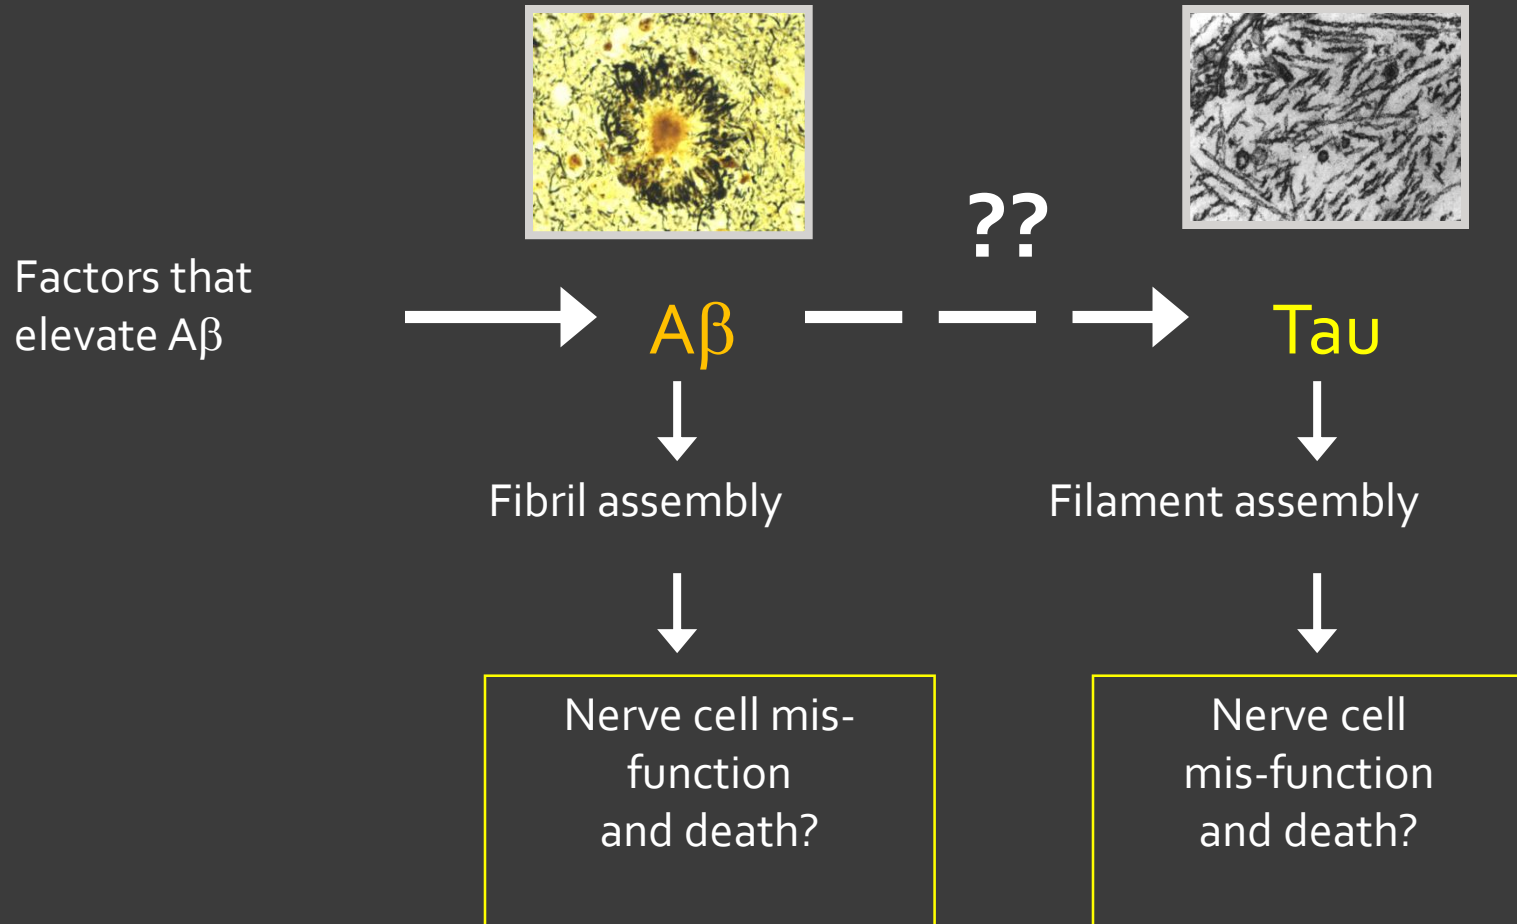 ??
Factors that
elevate Aβ
Aβ
Tau
Fibril assembly
Filament assembly
Nerve cell mis-
function
and death?
Nerve cell
mis-function
and death?